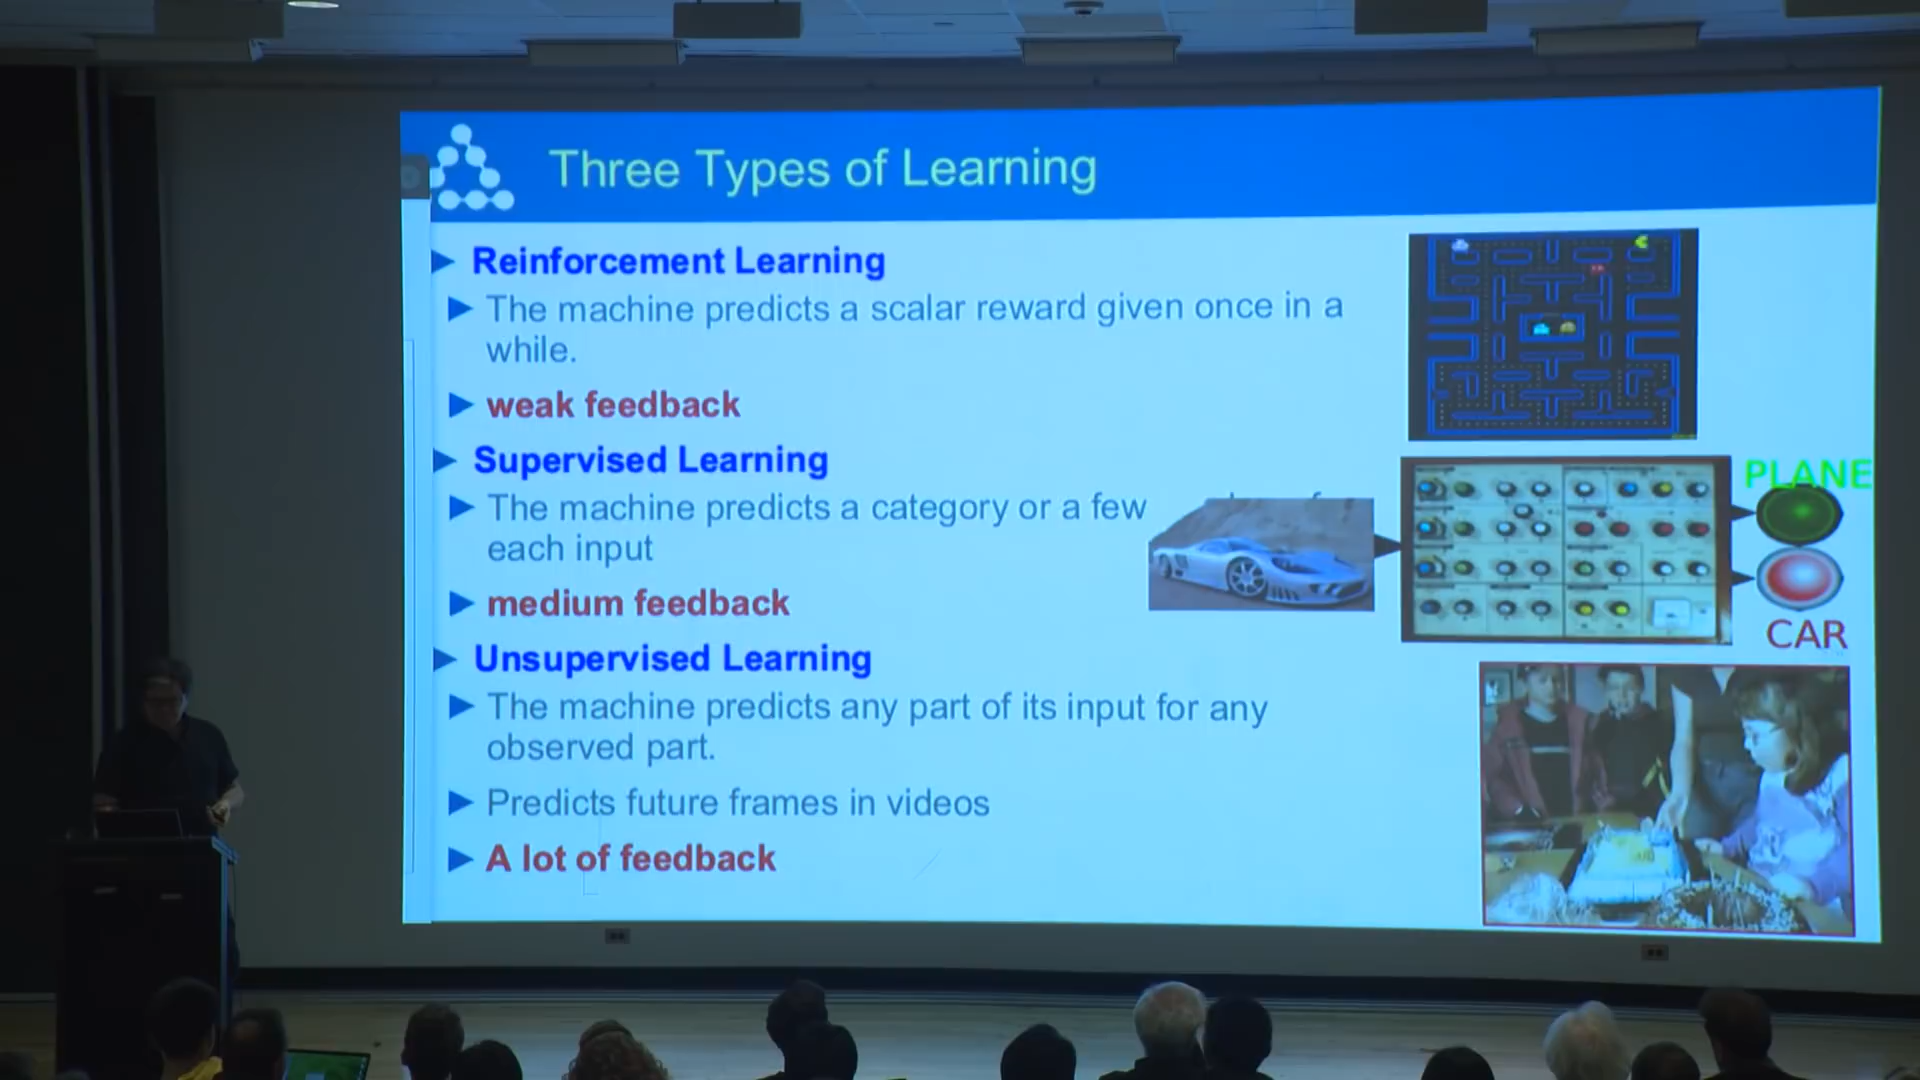 Three Types of Learning
Reinforcement Learning
The machine predicts a scalar reward given once in a
while.
weak feedback
Supervised Learning
The machine predicts a category or a few
each input
medium feedback
Unsupervised Learning
The machine predicts any part of its input for any
observed part.
Predicts future frames in videos
A lot of feedback
PLANE
CAR